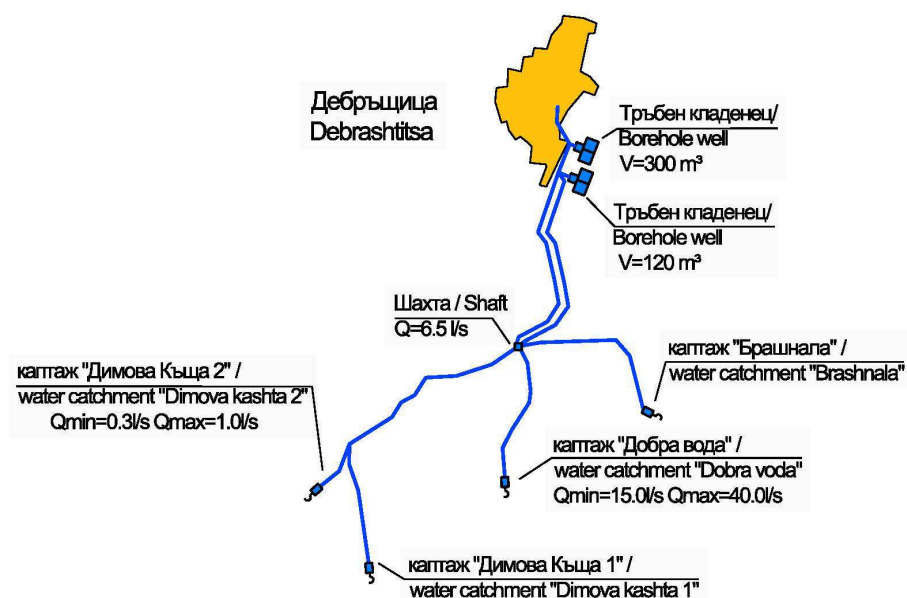 Дебръщица
Debrashtitsa
Тръбен кладенец/
Borehole well
V=300 m³
Тръбен кладенец/
Borehole well
V=120 m³
Шахта / Shaft
Q=6.5 l/s
каптаж "Брашнала" /
water catchment "Brashnala"
каптаж "Димова Къща 2" /
water catchment "Dimova kashta 2"
Qmin=0.3l/s Qmax=1.0l/s
каптаж "Добра вода" /
water catchment "Dobra voda"
Qmin=15.0l/s Qmax=40.0l/s
каптаж "Димова Къща 1" /
water catchment "Dimova kashta 1"